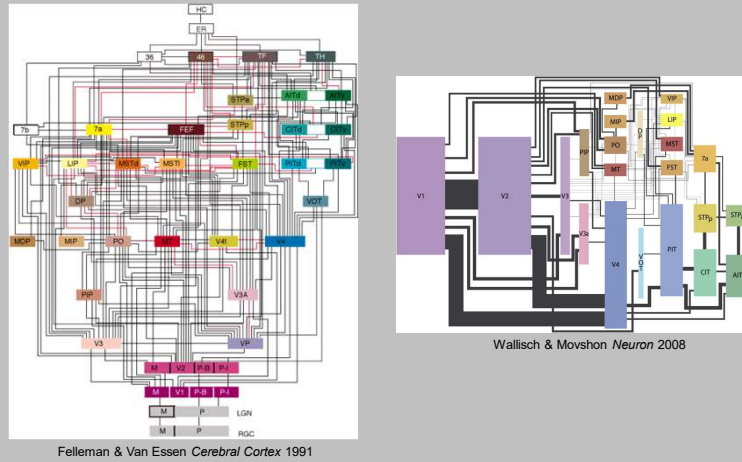 HC
ER
36 46 TF TH
STPa AITd AITv
7b 7a FEF STPp CITd CITv
VIP LIP MSTd MSTl FST PITd PITv
DP VOT
MDP MIP PO MT V4t V4
PIP V3A
V3 VP
M V2 P-B P-I
M V1 P-B P-I
M P LGN
M P RGC
Felleman & Van Essen Cerebral Cortex 1991
V1
V2
V3
V3a
PIP
MDP
MIP
PO
MT
V4
VOT
VIP
LIP
MST
FST
PIT
7a
STPp
CIT
AIT
Wallisch & Movshon Neuron 2008